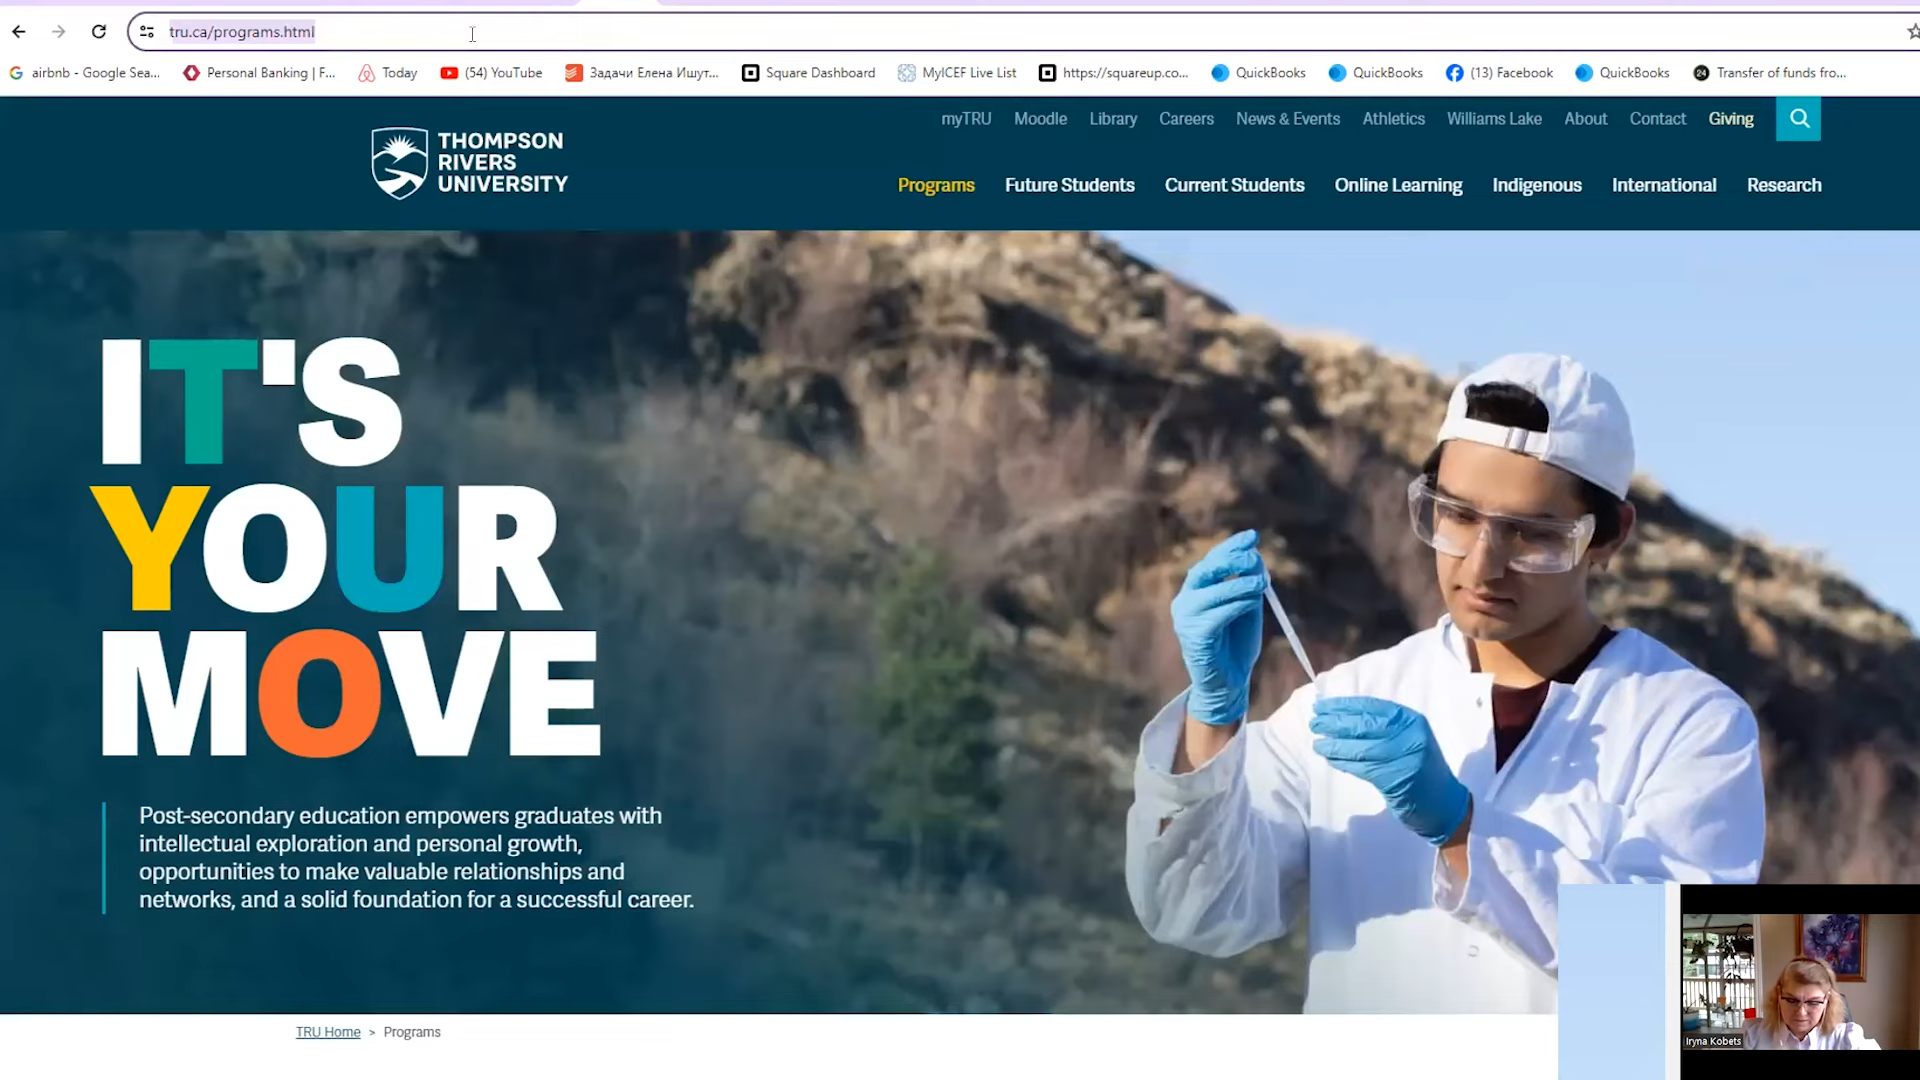 tru.ca/programs.html
airbnb - Google Sea...
Personal Banking | F...
Today
(54) YouTube
Задачи Елена Ишут...
Square Dashboard
MyICEF Live List
https://squareup.co...
QuickBooks
QuickBooks
(13) Facebook
QuickBooks
24
Transfer of funds fro...
myTRU
Moodle
Library
Careers
News & Events
Athletics
Williams Lake
About
Contact
Giving
THOMPSON
RIVERS
UNIVERSITY
Programs
Future Students
Current Students
Online Learning
Indigenous
International
Research
IT'S
YOUR
MOVE
Post-secondary education empowers graduates with
intellectual exploration and personal growth,
opportunities to make valuable relationships and
networks, and a solid foundation for a successful career.
TRU Home > Programs
Iryna Kobets